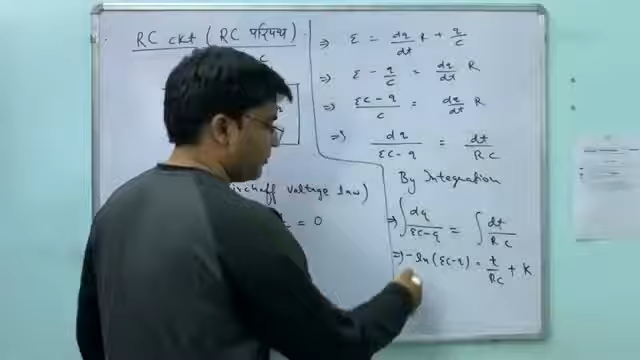 RC ckt ( RC परिपथ )
c
voltage law)
= 0
⇒ ε = dq/dt R + q/c
⇒ ε - q/c = dq/dt R
⇒ εc - q/c = dq/dt R
⇒ dq/εc - q = dt/RC
By Integration
⇒ ∫ dq/εc - q = ∫ dt/RC
⇒ -ln (εc - q) = t/RC + K